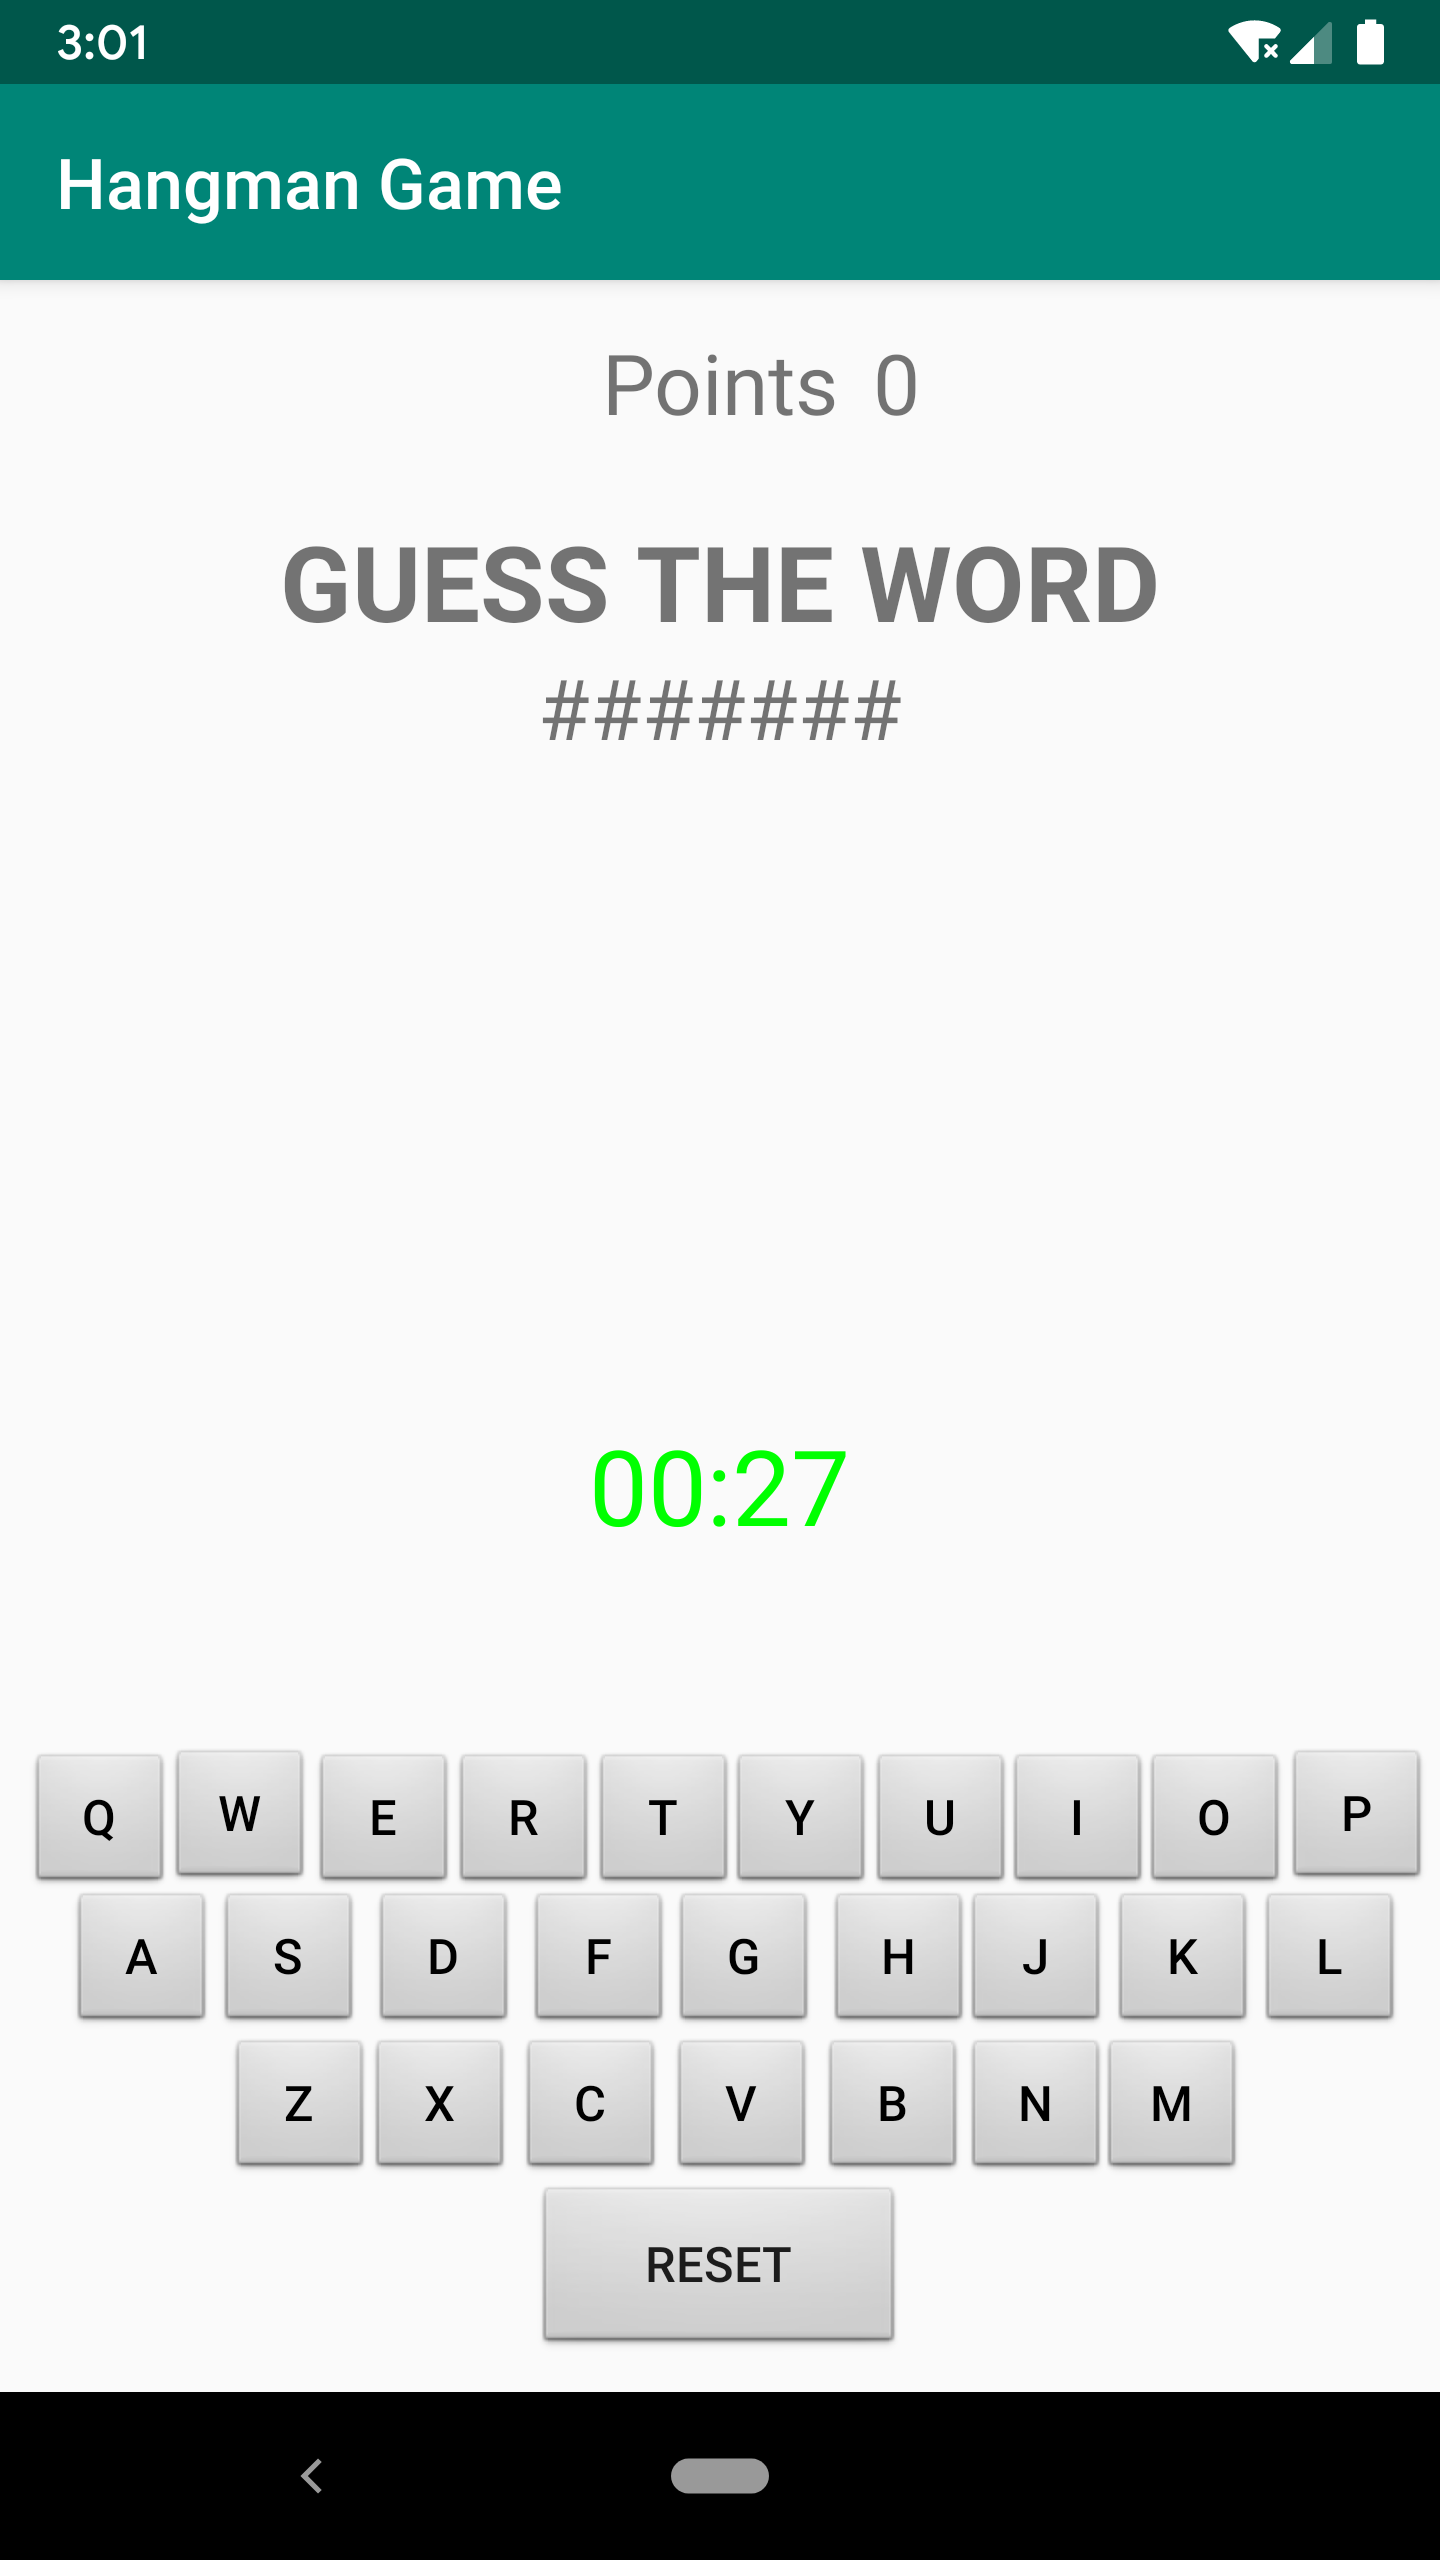 3:01
Hangman Game
Points 0
GUESS THE WORD
#######
00:27
Q W E R T Y U I O P
A S D F G H J K L
Z X C V B N M
RESET